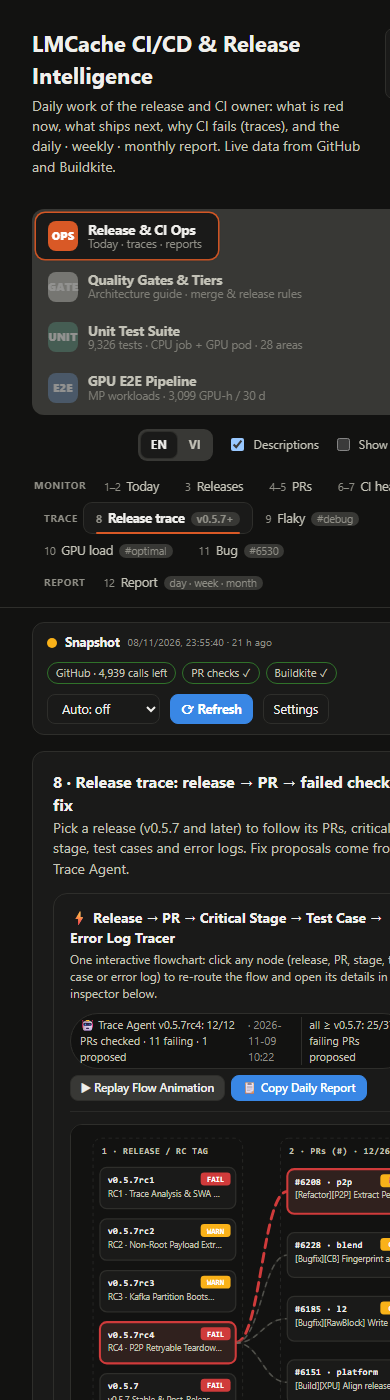 LMCache CI/CD & Release
Intelligence
Daily work of the release and CI owner: what is red
now, what ships next, why CI fails (traces), and the
daily · weekly · monthly report. Live data from GitHub
and Buildkite.
OPS
Release & CI Ops
Today · traces · reports
GATE
Quality Gates & Tiers
Architecture guide · merge & release rules
UNIT
Unit Test Suite
9,326 tests · CPU job + GPU pod · 28 areas
E2E
GPU E2E Pipeline
MP workloads · 3,099 GPU-h / 30 d
EN VI Descriptions Show
MONITOR 1–2 Today 3 Releases 4–5 PRs 6–7 CI hea
TRACE 8 Release trace v0.5.7+ 9 Flaky #debug
10 GPU load #optimal 11 Bug #6530
REPORT 12 Report day · week · month
Snapshot 08/11/2026, 23:55:40 · 21 h ago
GitHub · 4,939 calls left PR checks ✓ Buildkite ✓
Auto: off Refresh Settings
8 · Release trace: release → PR → failed check
fix
Pick a release (v0.5.7 and later) to follow its PRs, critical
stage, test cases and error logs. Fix proposals come fro
Trace Agent.
Release → PR → Critical Stage → Test Case →
Error Log Tracer
One interactive flowchart: click any node (release, PR, stage, t
case or error log) to re-route the flow and open its details in
inspector below.
Trace Agent v0.5.7rc4: 12/12
PRs checked · 11 failing · 1
proposed
· 2026-
11-09
10:22
all ≥ v0.5.7: 25/3
failing PRs
proposed
▶ Replay Flow Animation
Copy Daily Report
1 · RELEASE / RC TAG
v0.5.7rc1 FAIL
RC1 · Trace Analysis & SWA ...
v0.5.7rc2 WARN
RC2 · Non-Root Payload Extr...
v0.5.7rc3 WARN
RC3 · Kafka Partition Boots...
v0.5.7rc4 FAIL
RC4 · P2P Retryable Teardow...
v0.5.7 FAIL
2 · PRs (#) · 12/26
#6208 · p2p
[Refactor][P2P] Extract Pe
#6228 · blend
[Bugfix][CB] Fingerprint a
#6185 · l2
[Bugfix][RawBlock] Write
#6151 · platform
[Build][XPU] Align releas